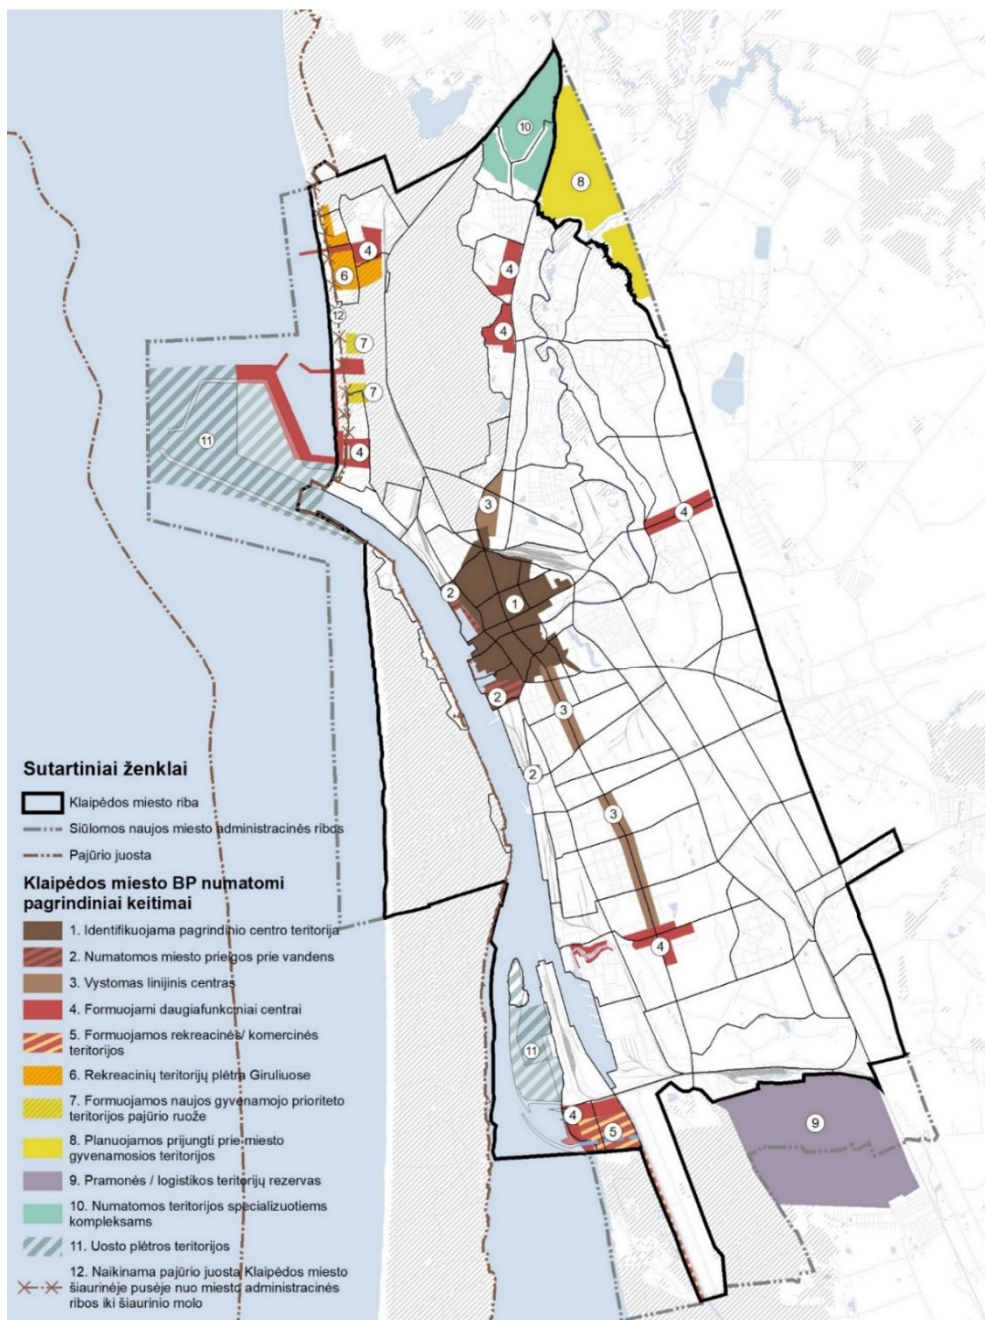 10
8
4
4
6
12
4
7
7
11
4
3
4
2
1
2
3
2
3
4
11
4
5
9
Sutartiniai ženklai
Klaipėdos miesto riba
Siūlomos naujos miesto administracinės ribos
Pajūrio juosta
Klaipėdos miesto BP numatomi
pagrindiniai keitimai
1. Identifikuojama pagrindinio centro teritorija
2. Numatomos miesto prieigos prie vandens
3. Vystomas linijinis centras
4. Formuojami daugiafunkciniai centrai
5. Formuojamos rekreacinės/ komercinės
teritorijos
6. Rekreacinių teritorijų plėtra Giruliuose
7. Formuojamos naujos gyvenamojo prioriteto
teritorijos pajūrio ruože
8. Planuojamos prijungti prie miesto
gyvenamosios teritorijos
9. Pramonės / logistikos teritorijų rezervas
10. Numatomos teritorijos specializuotiems
kompleksams
11. Uosto plėtros teritorijos
12. Naikinama pajūrio juosta Klaipėdos miesto
šiaurinėje pusėje nuo miesto administracinės
ribos iki šiaurinio molo